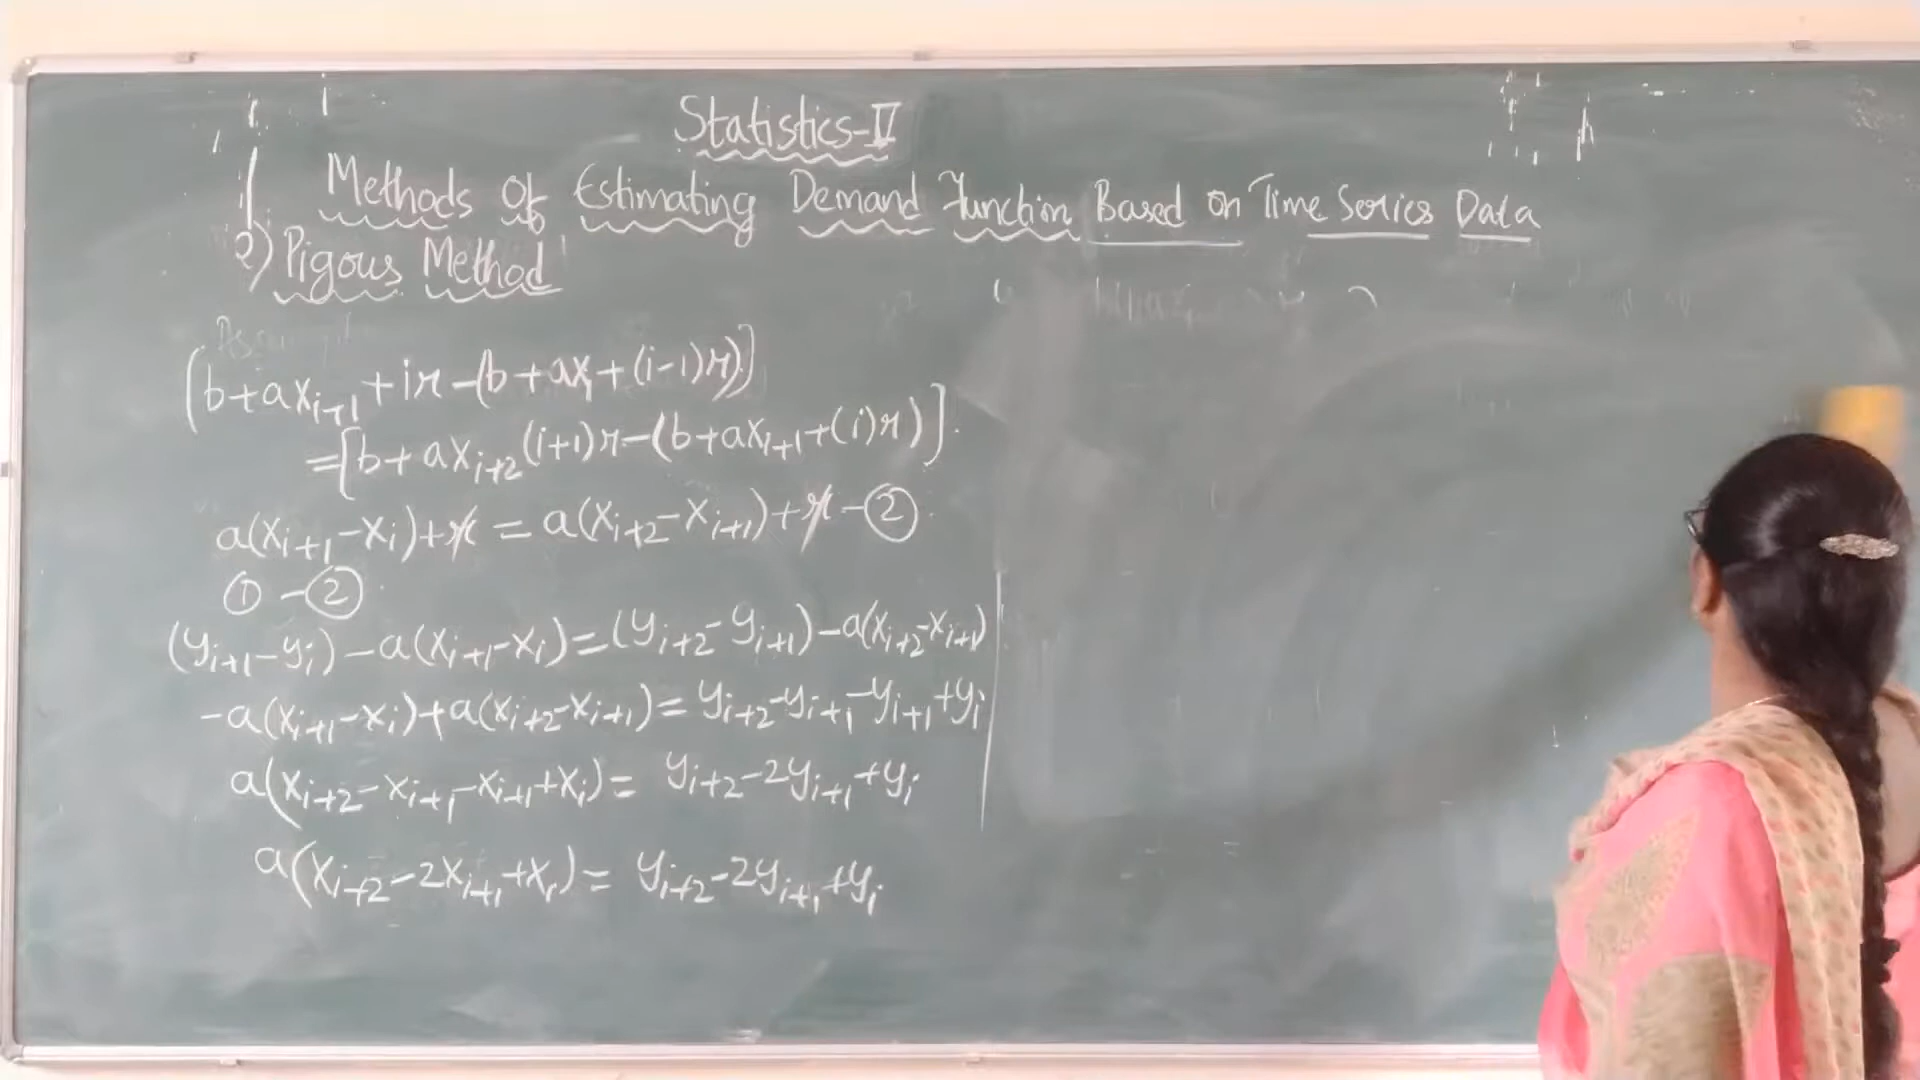 Statistics-IV
Methods Of Estimating Demand Function Based on Time Series Data
2) Pigous Method
[b+ax_{i+1}+ir-(b+ax_i+(i-1)r)]
=[b+ax_{i+2}(i+1)r-(b+ax_{i+1}+(i)r)].
a(x_{i+1}-x_i)+r = a(x_{i+2}-x_{i+1})+r -②
① -②
(y_{i+1}-y_i)-a(x_{i+1}-x_i)=(y_{i+2}-y_{i+1})-a(x_{i+2}-x_{i+1})
-a(x_{i+1}-x_i)+a(x_{i+2}-x_{i+1})=y_{i+2}-y_{i+1}-y_{i+1}+y_i
a(x_{i+2}-x_{i+1}-x_{i+1}+x_i)= y_{i+2}-2y_{i+1}+y_i
a(x_{i+2}-2x_{i+1}+x_i)= y_{i+2}-2y_{i+1}+y_i